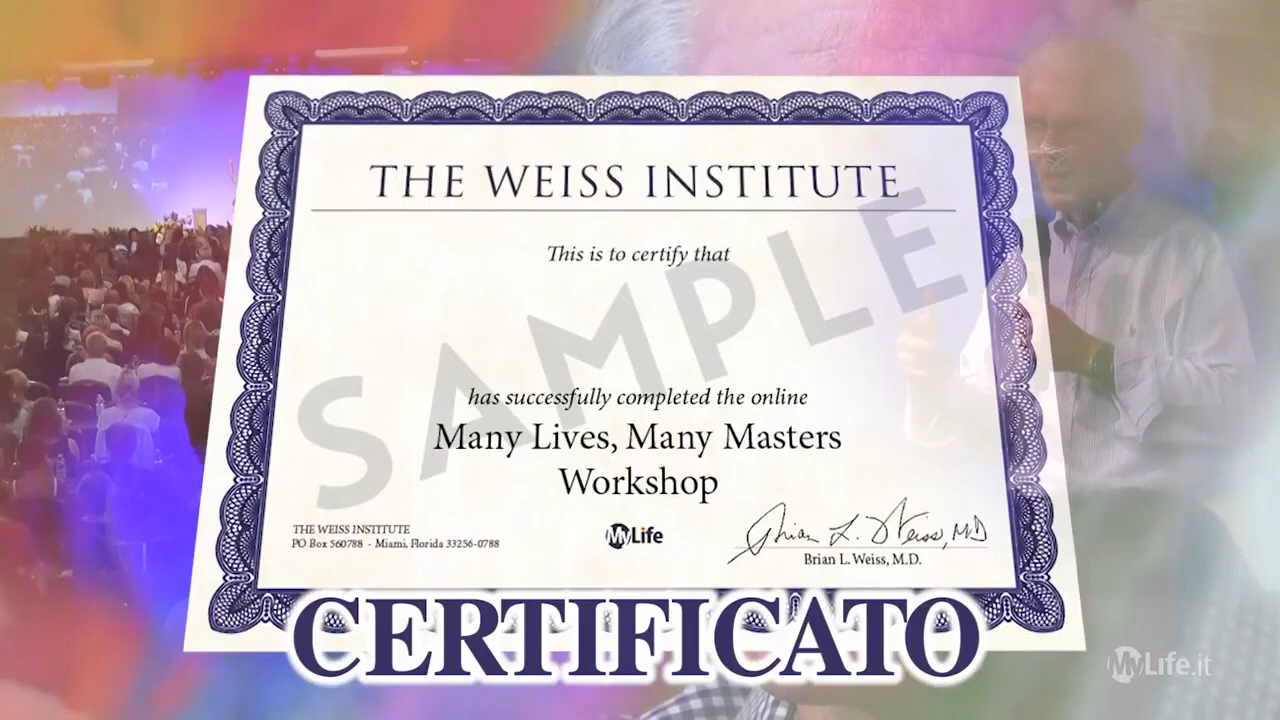 THE WEISS INSTITUTE
This is to certify that
SAMPLE
has successfully completed the online
Many Lives, Many Masters
Workshop
THE WEISS INSTITUTE
PO Box 560788 - Miami, Florida 33256-0788
MyLife
Brian L. Weiss, MD
Brian L. Weiss, M.D.
CERTIFICATO
MyLife.it